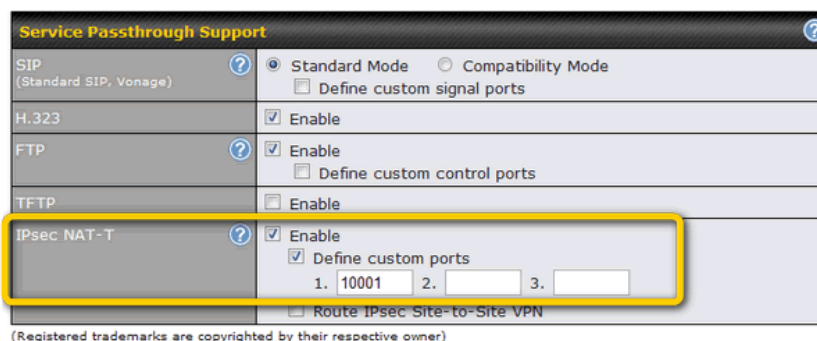 Service Passthrough Support
SIP
(Standard SIP, Vonage)
Standard Mode Compatibility Mode
Define custom signal ports
H.323
Enable
FTP
Enable
Define custom control ports
TFTP
Enable
IPsec NAT-T
Enable
Define custom ports
1. 10001 2. 3.
Route IPsec Site-to-Site VPN
(Registered trademarks are copyrighted by their respective owner)